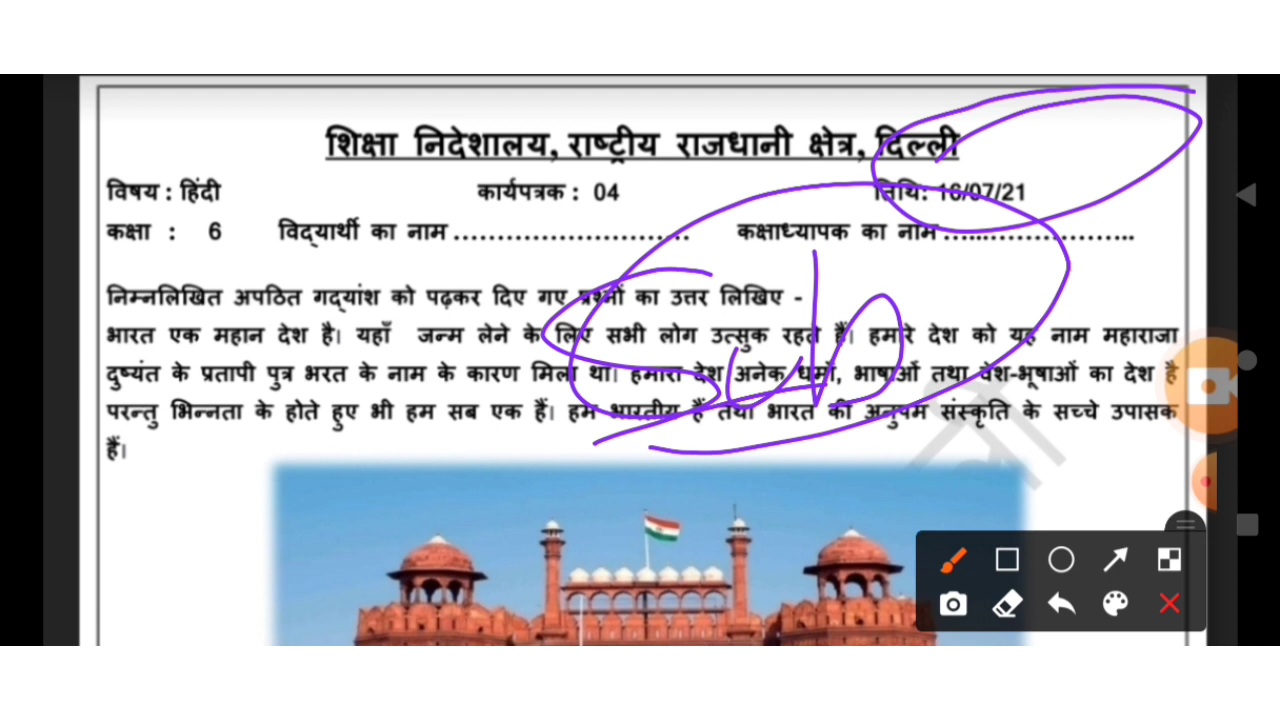 शिक्षा निदेशालय, राष्ट्रीय राजधानी क्षेत्र, दिल्ली
विषय : हिंदी कार्यपत्रक : 04 तिथि: 16/07/21
कक्षा : 6 विद्यार्थी का नाम ........................... कक्षाध्यापक का नाम ......................
निम्नलिखित अपठित गद्यांश को पढ़कर दिए गए प्रश्नों का उत्तर लिखिए -
भारत एक महान देश है। यहाँ जन्म लेने के लिए सभी लोग उत्सुक रहते हैं। हमारे देश को यह नाम महाराजा
दुष्यंत के प्रतापी पुत्र भरत के नाम के कारण मिला था। हमारा देश अनेक धर्मों, भाषाओं तथा वेश-भूषाओं का देश है
परन्तु भिन्नता के होते हुए भी हम सब एक हैं। हम भारतीय हैं तथा भारत की अनुपम संस्कृति के सच्चे उपासक
हैं।
Sub